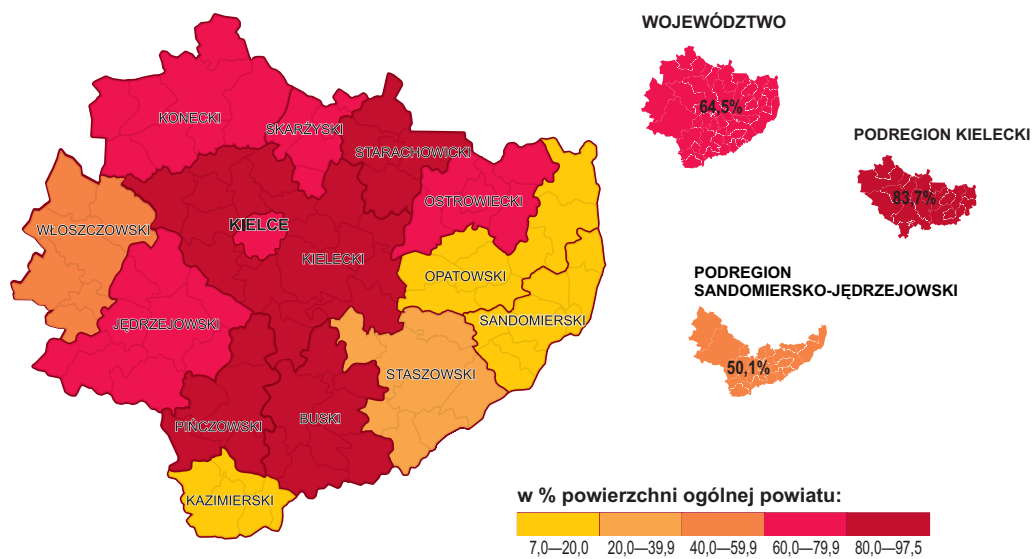 WOJEWÓDZTWO
64,5%
PODREGION KIELECKI
83,7%
PODREGION
SANDOMIERSKO-JĘDRZEJOWSKI
50,1%
KONECKI
SKARŻYSKI
STARACHOWICKI
OSTROWIECKI
WŁOSZCZOWSKI
KIELCE
KIELECKI
OPATOWSKI
SANDOMIERSKI
JĘDRZEJOWSKI
STASZOWSKI
PIŃCZOWSKI
BUSKI
KAZIMIERSKI
w % powierzchni ogólnej powiatu:
7,0—20,0 20,0—39,9 40,0—59,9 60,0—79,9 80,0—97,5